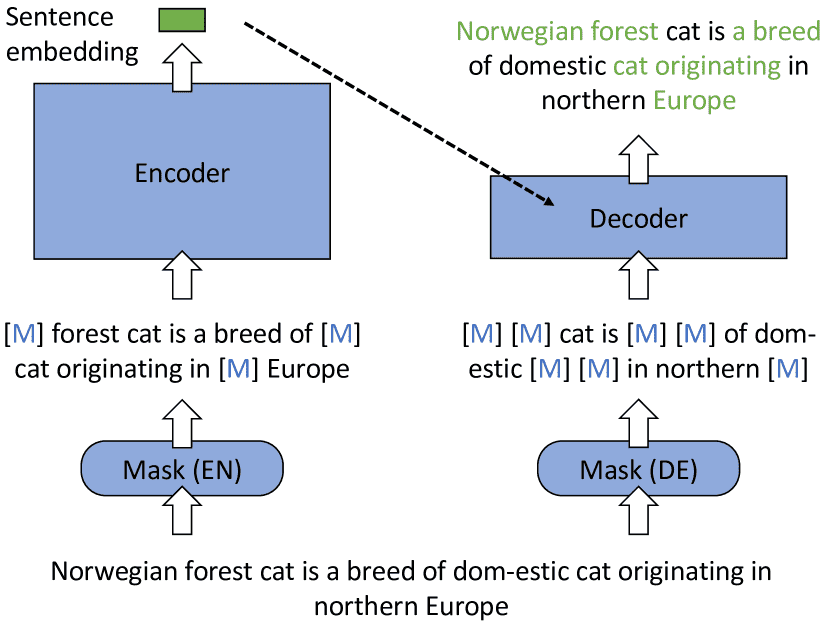 Sentence
embedding
Norwegian forest cat is a breed
of domestic cat originating in
northern Europe
Encoder
Decoder
[M] forest cat is a breed of [M]
cat originating in [M] Europe
[M] [M] cat is [M] [M] of dom-
estic [M] [M] in northern [M]
Mask (EN)
Mask (DE)
Norwegian forest cat is a breed of dom-estic cat originating in
northern Europe